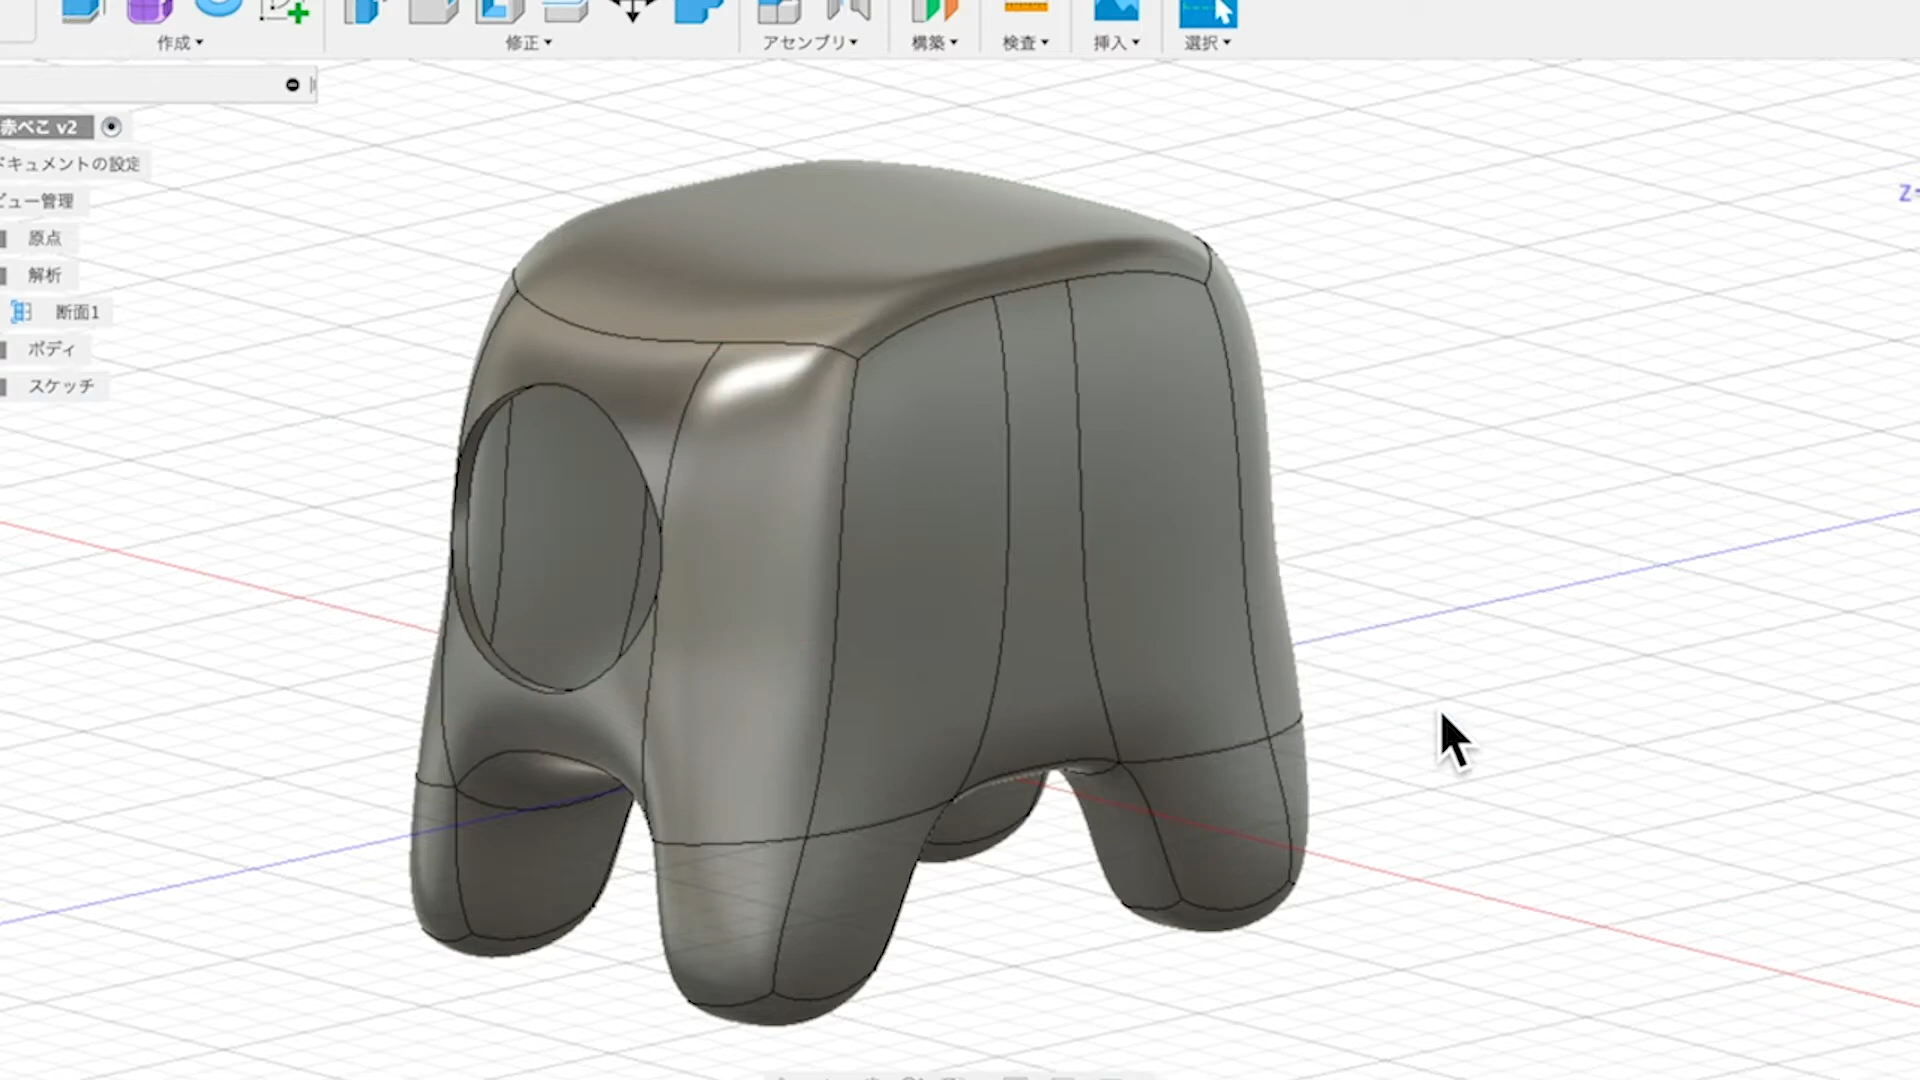 作成▾ 修正▾ アセンブリ▾ 構築▾ 検査▾ 挿入▾ 選択▾
赤べこ v2
ドキュメントの設定
ビュー管理
原点
解析
断面1
ボディ
スケッチ
Z